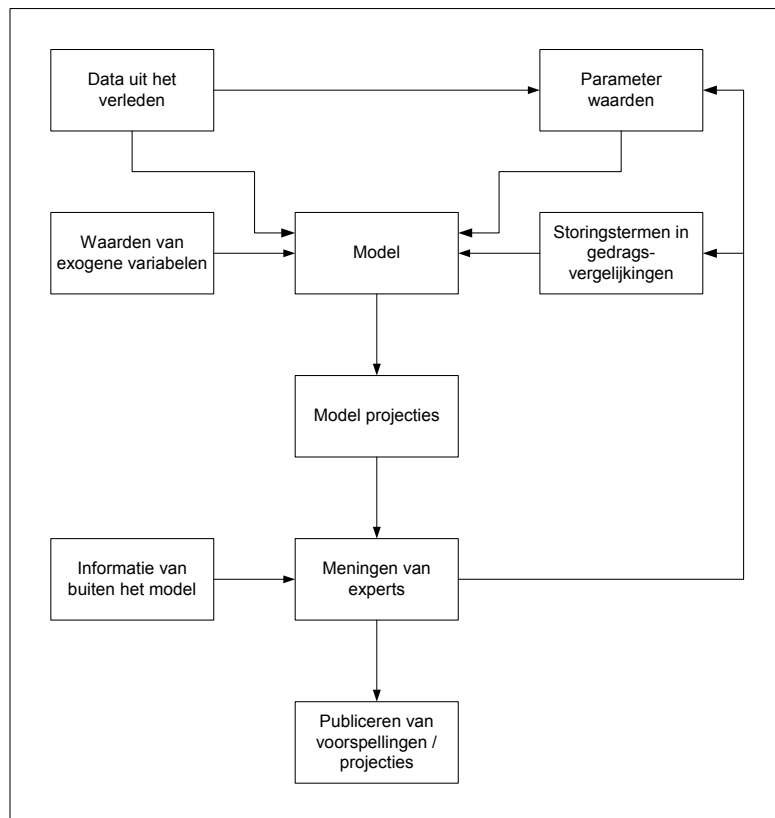 Data uit het
verleden
Parameter
waarden
Waarden van
exogene variabelen
Model
Storingstermen in
gedrags-
vergelijkingen
Model projecties
Informatie van
buiten het model
Meningen van
experts
Publiceren van
voorspellingen /
projecties